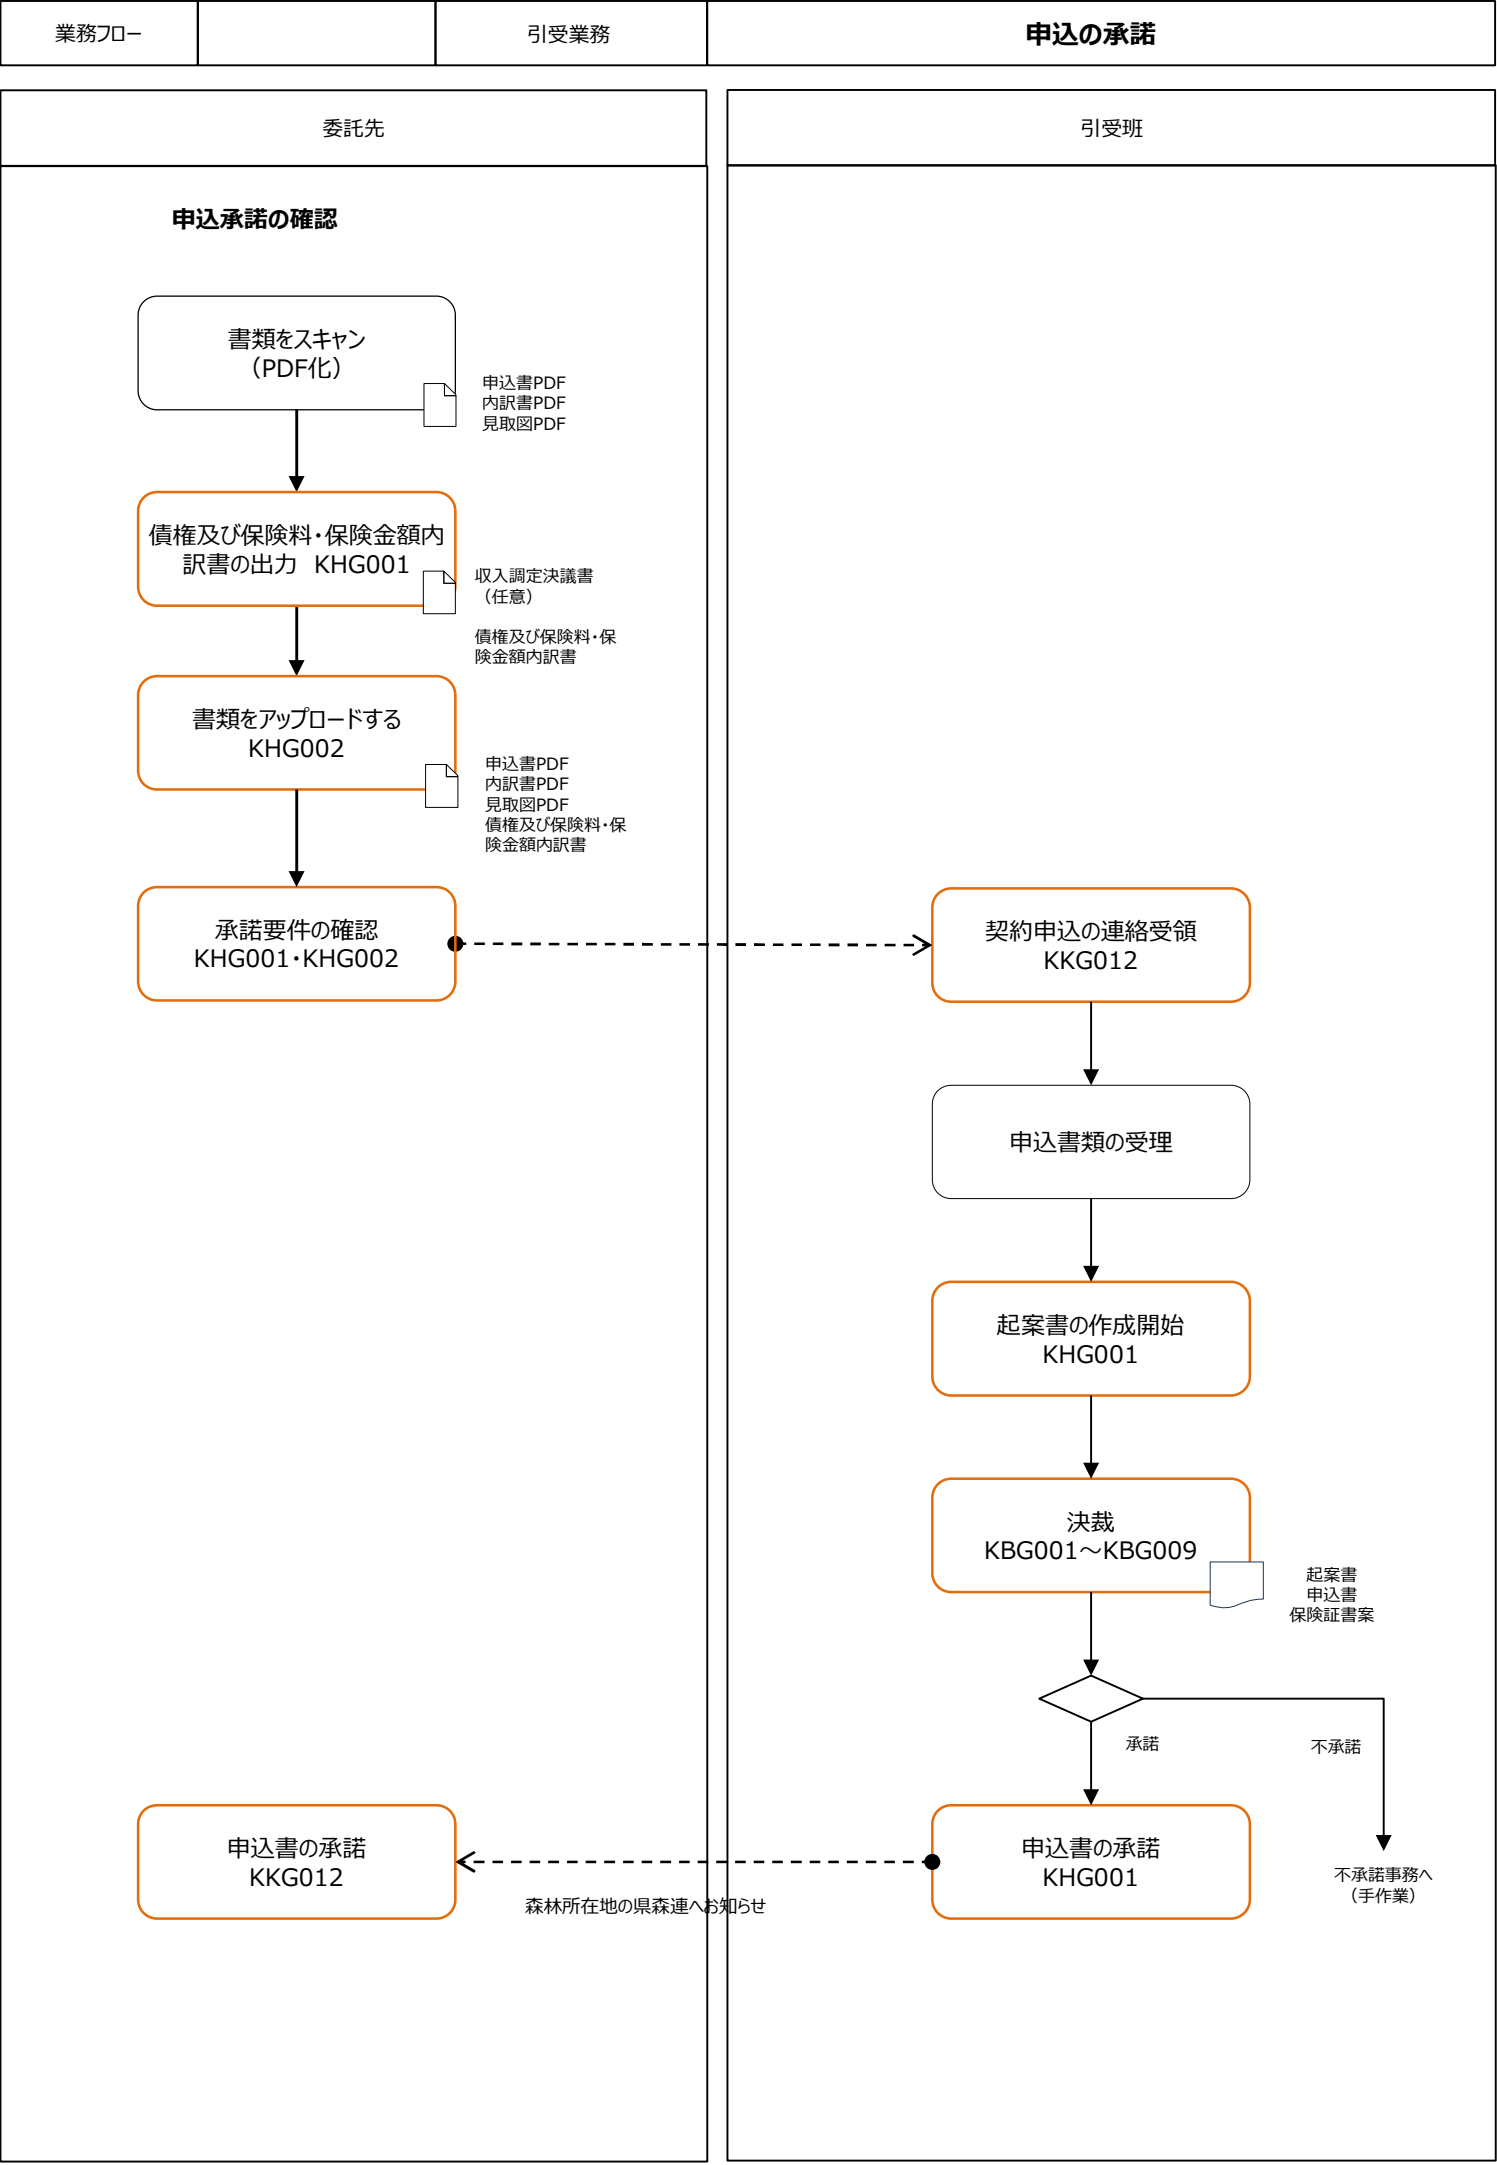 業務フロー
引受業務
申込の承諾
委託先
引受班
申込承諾の確認
書類をスキャン
（PDF化）
申込書PDF
内訳書PDF
見取図PDF
債権及び保険料・保険金額内
訳書の出力　KHG001
収入調定決議書
（任意）
債権及び保険料・保
険金額内訳書
書類をアップロードする
KHG002
申込書PDF
内訳書PDF
見取図PDF
債権及び保険料・保
険金額内訳書
承諾要件の確認
KHG001・KHG002
契約申込の連絡受領
KKG012
申込書類の受理
起案書の作成開始
KHG001
決裁
KBG001～KBG009
起案書
申込書
保険証書案
承諾
不承諾
申込書の承諾
KKG012
森林所在地の県森連へお知らせ
申込書の承諾
KHG001
不承諾事務へ
（手作業）